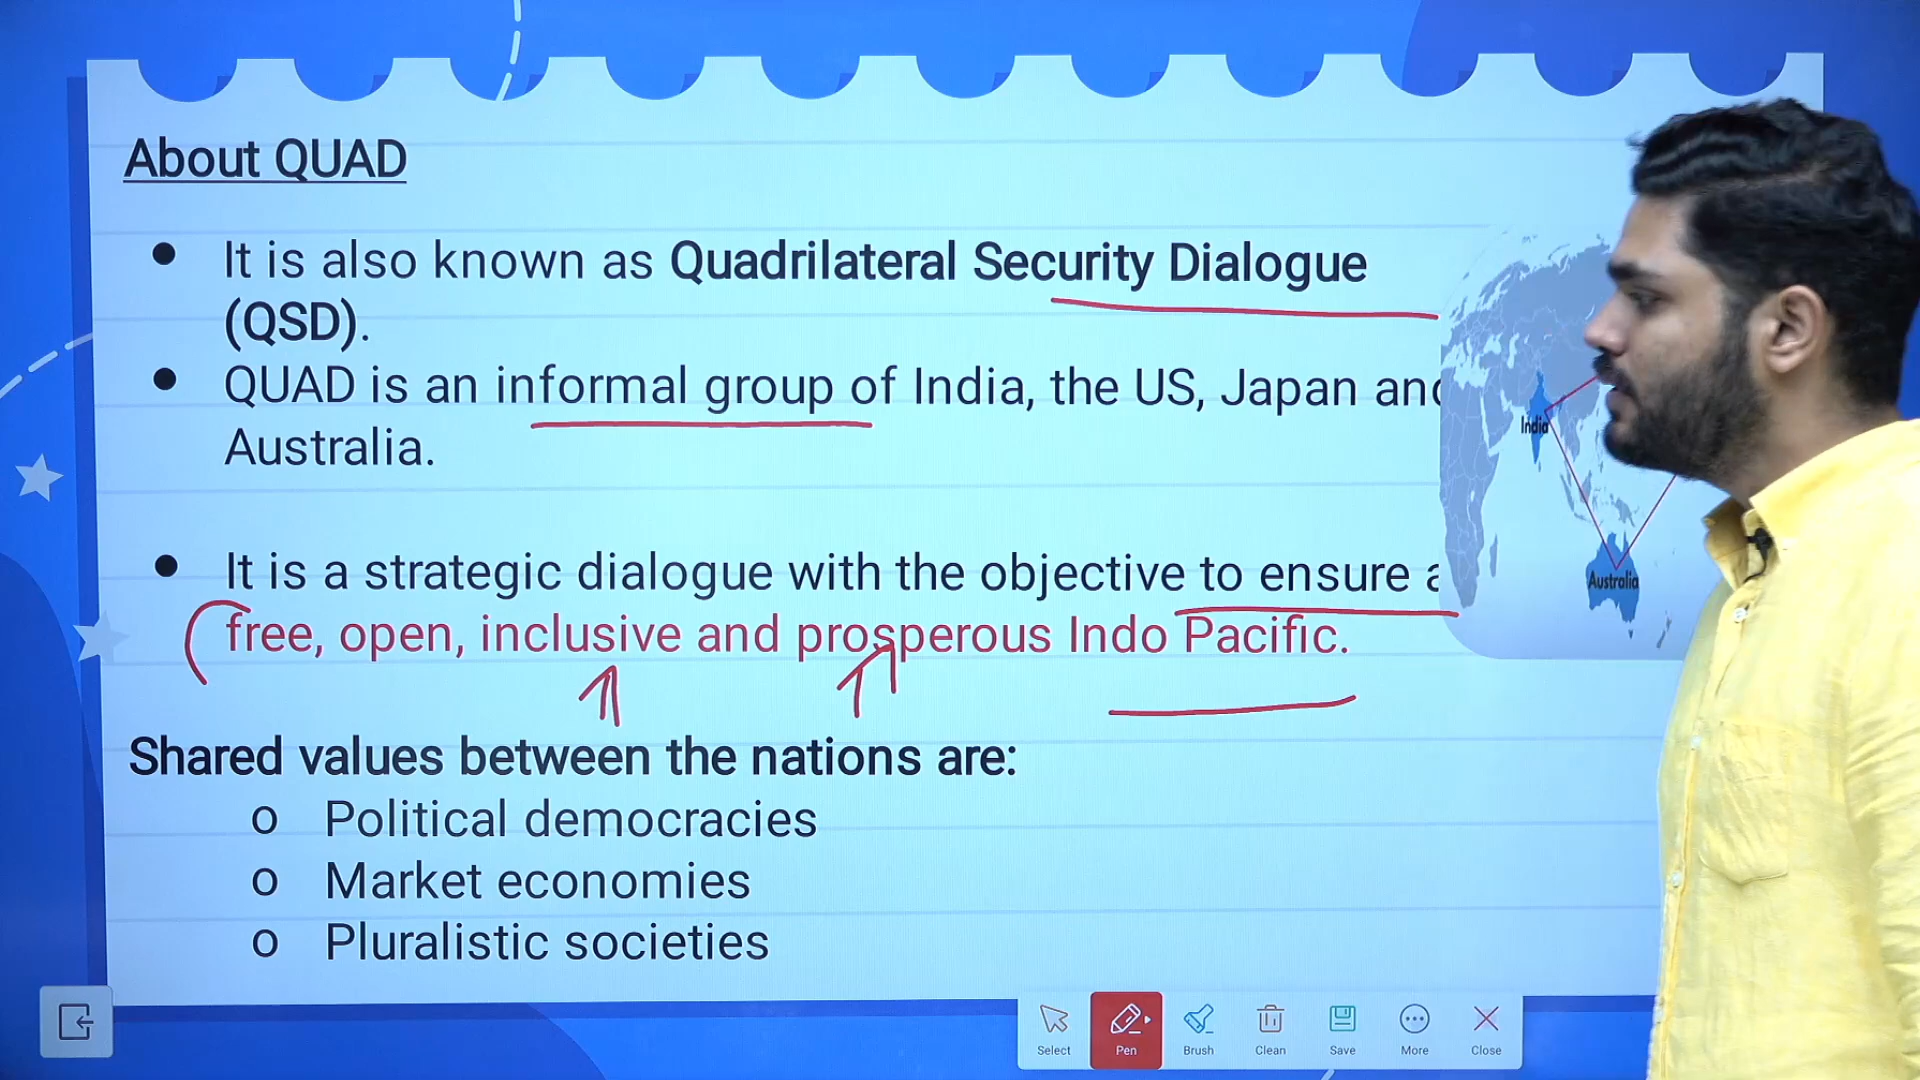 About QUAD
● It is also known as Quadrilateral Security Dialogue
(QSD).
● QUAD is an informal group of India, the US, Japan and
Australia.
● It is a strategic dialogue with the objective to ensure a
free, open, inclusive and prosperous Indo Pacific.
Shared values between the nations are:
o Political democracies
o Market economies
o Pluralistic societies
India
Australia
Select Pen Brush Clean Save More Close